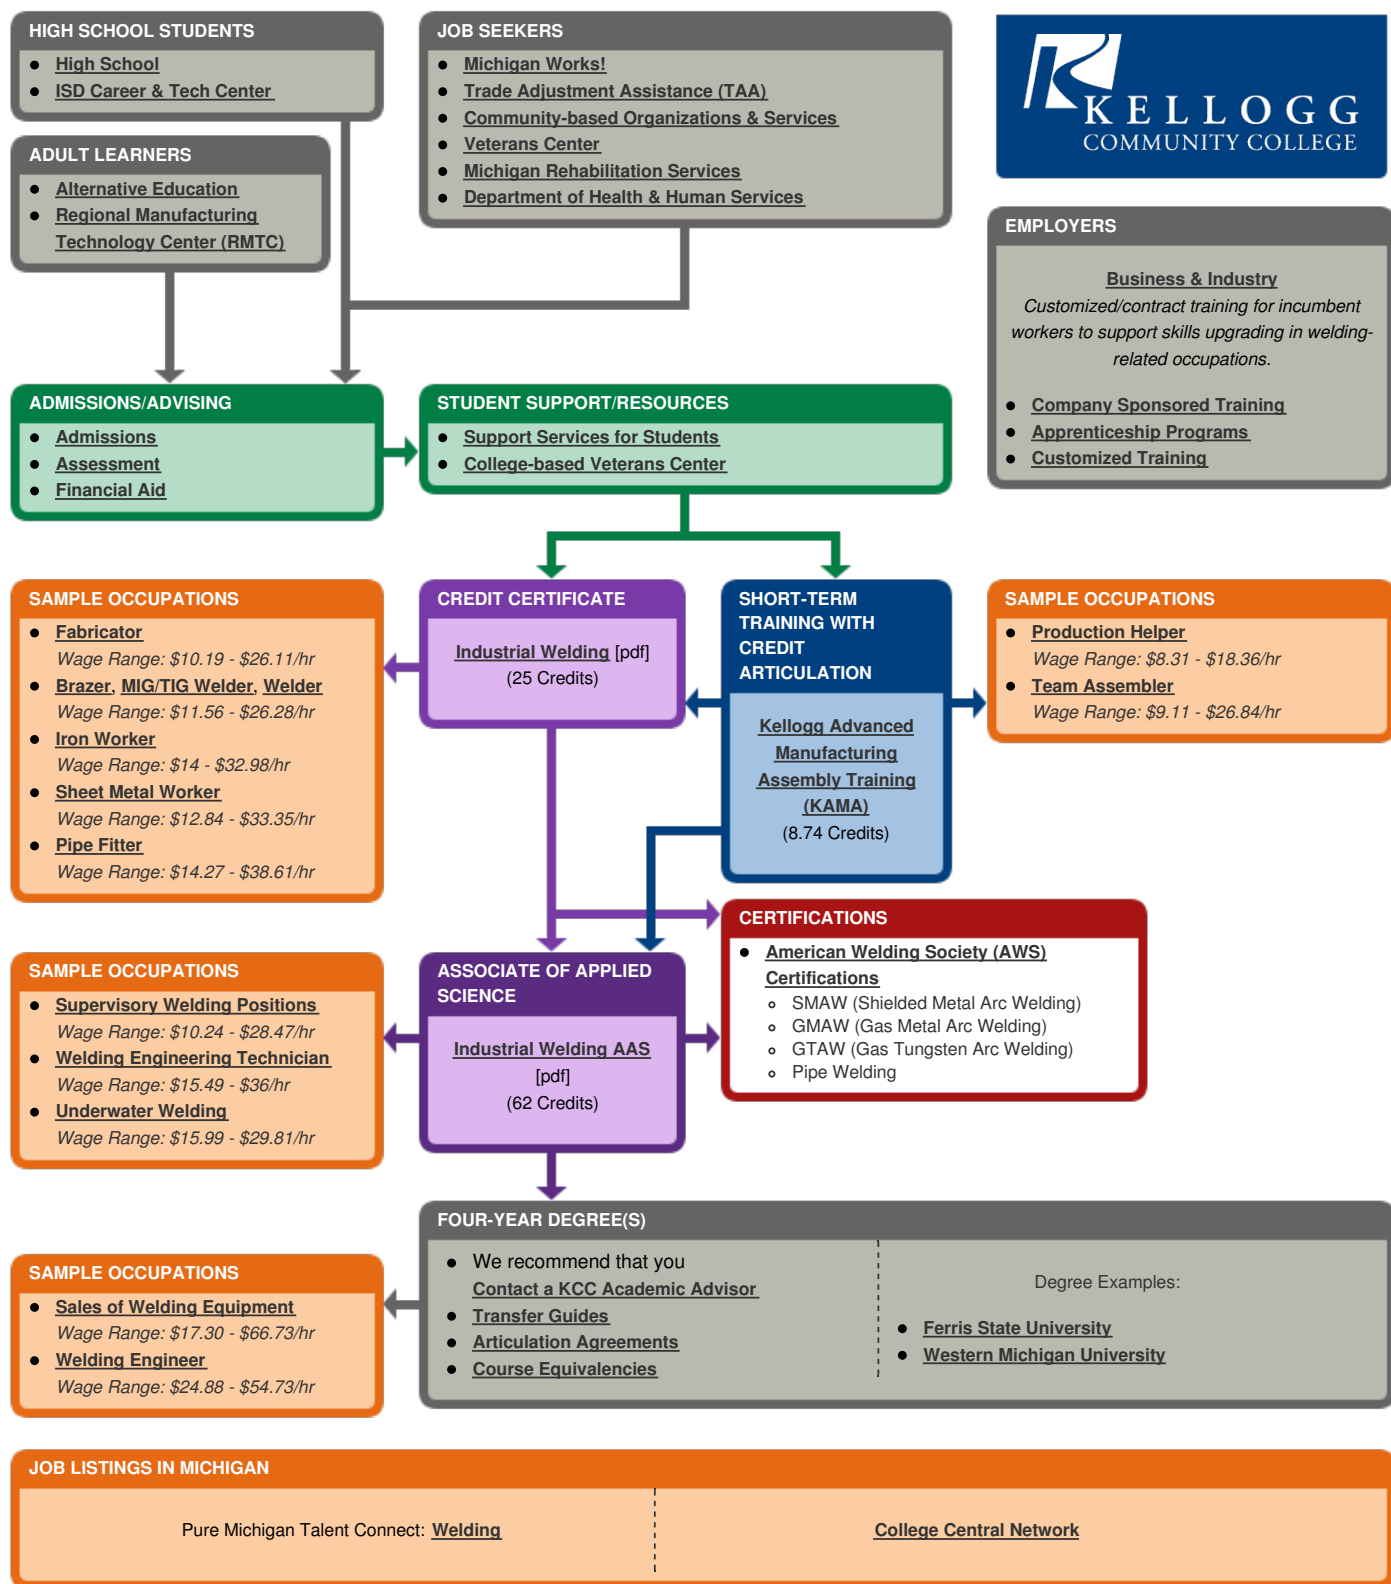 HIGH SCHOOL STUDENTS
High School
ISD Career & Tech Center
JOB SEEKERS
Michigan Works!
Trade Adjustment Assistance (TAA)
Community-based Organizations & Services
Veterans Center
Michigan Rehabilitation Services
Department of Health & Human Services
KELLOGG
COMMUNITY COLLEGE
ADULT LEARNERS
Alternative Education
Regional Manufacturing
Technology Center (RMTC)
EMPLOYERS
Business & Industry
Customized/contract training for incumbent
workers to support skills upgrading in welding-
related occupations.
Company Sponsored Training
Apprenticeship Programs
Customized Training
ADMISSIONS/ADVISING
Admissions
Assessment
Financial Aid
STUDENT SUPPORT/RESOURCES
Support Services for Students
College-based Veterans Center
SAMPLE OCCUPATIONS
Fabricator
Wage Range: $10.19 - $26.11/hr
Brazer, MIG/TIG Welder, Welder
Wage Range: $11.56 - $26.28/hr
Iron Worker
Wage Range: $14 - $32.98/hr
Sheet Metal Worker
Wage Range: $12.84 - $33.35/hr
Pipe Fitter
Wage Range: $14.27 - $38.61/hr
CREDIT CERTIFICATE
Industrial Welding [pdf]
(25 Credits)
SHORT-TERM
TRAINING WITH
CREDIT
ARTICULATION
Kellogg Advanced
Manufacturing
Assembly Training
(KAMA)
(8.74 Credits)
SAMPLE OCCUPATIONS
Production Helper
Wage Range: $8.31 - $18.36/hr
Team Assembler
Wage Range: $9.11 - $26.84/hr
CERTIFICATIONS
American Welding Society (AWS)
Certifications
SMAW (Shielded Metal Arc Welding)
GMAW (Gas Metal Arc Welding)
GTAW (Gas Tungsten Arc Welding)
Pipe Welding
SAMPLE OCCUPATIONS
Supervisory Welding Positions
Wage Range: $10.24 - $28.47/hr
Welding Engineering Technician
Wage Range: $15.49 - $36/hr
Underwater Welding
Wage Range: $15.99 - $29.81/hr
ASSOCIATE OF APPLIED
SCIENCE
Industrial Welding AAS
[pdf]
(62 Credits)
FOUR-YEAR DEGREE(S)
We recommend that you
Contact a KCC Academic Advisor
Transfer Guides
Articulation Agreements
Course Equivalencies
Degree Examples:
Ferris State University
Western Michigan University
SAMPLE OCCUPATIONS
Sales of Welding Equipment
Wage Range: $17.30 - $66.73/hr
Welding Engineer
Wage Range: $24.88 - $54.73/hr
JOB LISTINGS IN MICHIGAN
Pure Michigan Talent Connect: Welding
College Central Network